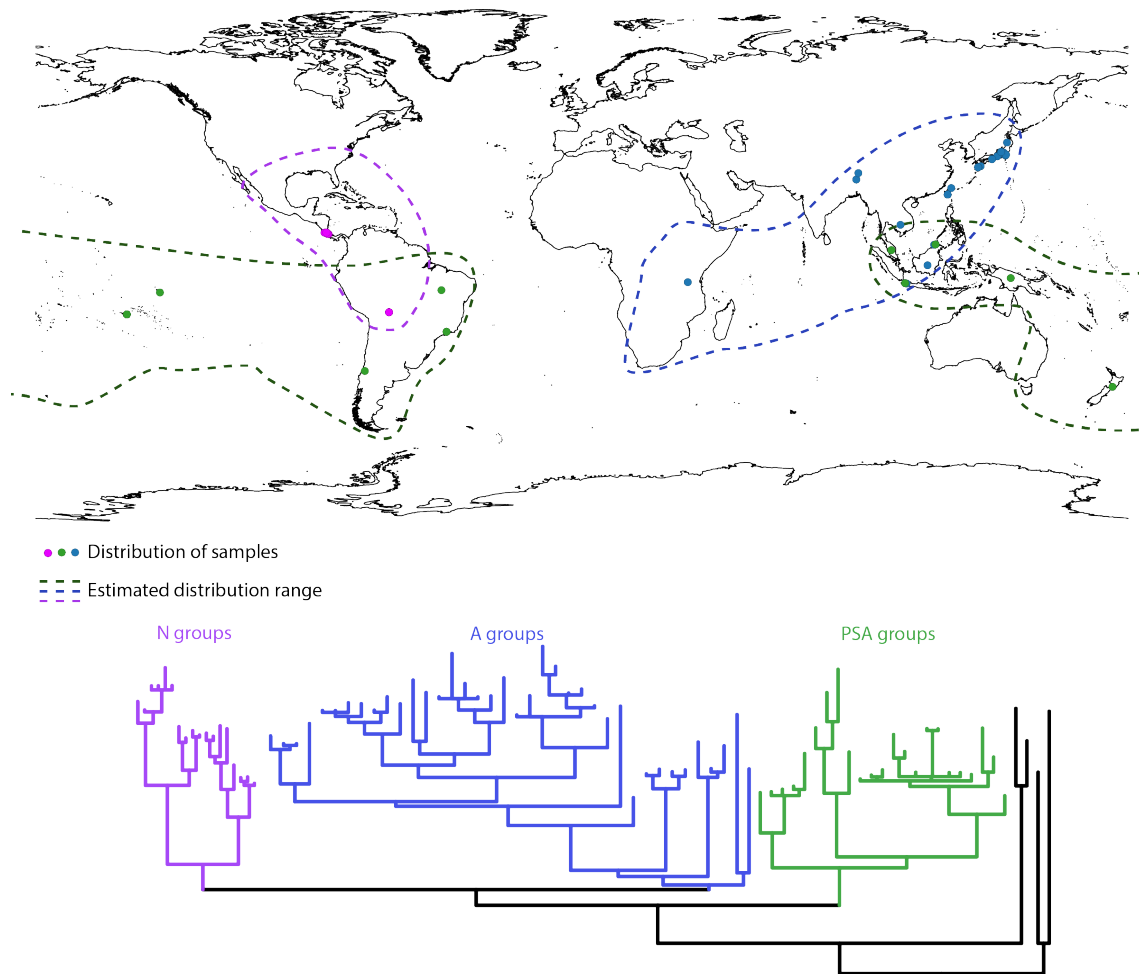 Distribution of samples
Estimated distribution range
N groups
A groups
PSA groups